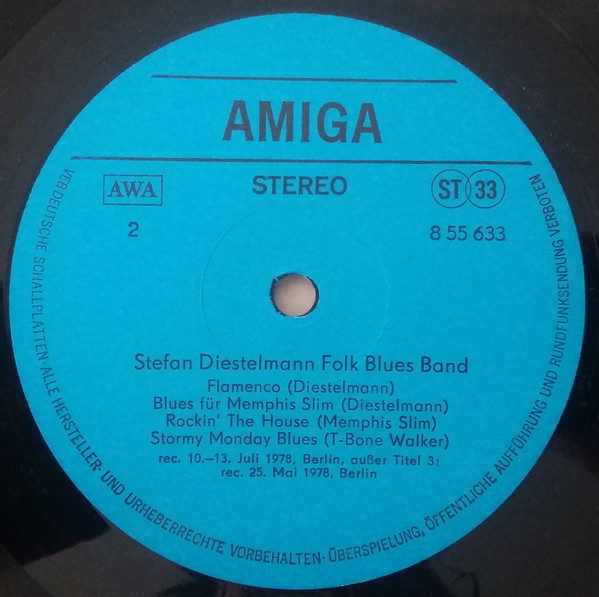 AMIGA
AWA
STEREO
ST 33
2
8 55 633
Stefan Diestelmann Folk Blues Band
Flamenco (Diestelmann)
Blues für Memphis Slim (Diestelmann)
Rockin' The House (Memphis Slim)
Stormy Monday Blues (T-Bone Walker)
rec. 10.–13. Juli 1978, Berlin, außer Titel 3:
rec. 25. Mai 1978, Berlin
VEB DEUTSCHE SCHALLPLATTEN · ALLE HERSTELLER- UND URHEBERRECHTE VORBEHALTEN · ÜBERSPIELUNG, ÖFFENTLICHE AUFFÜHRUNG UND RUNDFUNKSENDUNG VERBOTEN